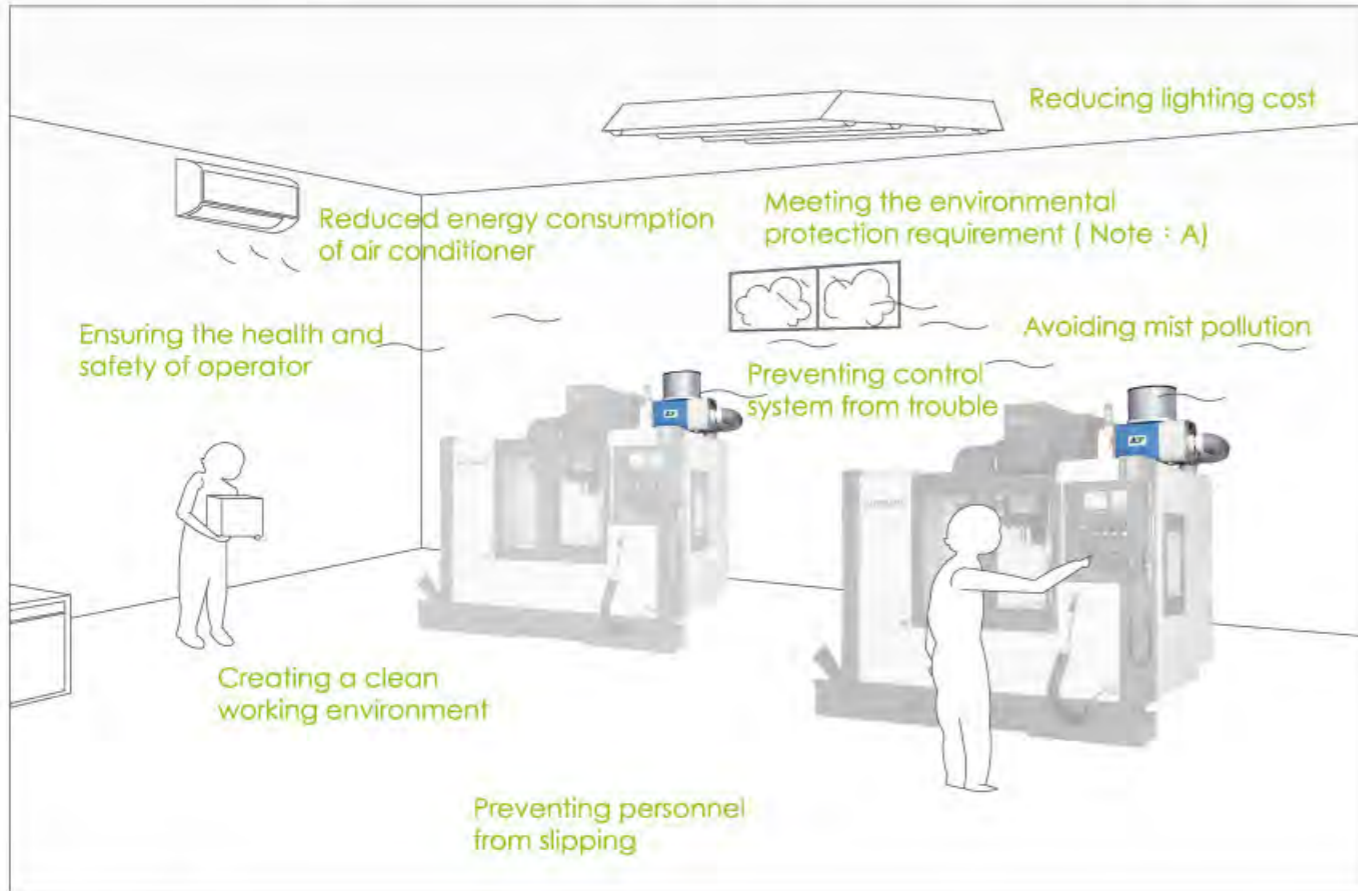 Reducing lighting cost
Reduced energy consumption
of air conditioner
Meeting the environmental
protection requirement ( Note : A)
Ensuring the health and
safety of operator
Avoiding mist pollution
Preventing control
system from trouble
Creating a clean
working environment
Preventing personnel
from slipping